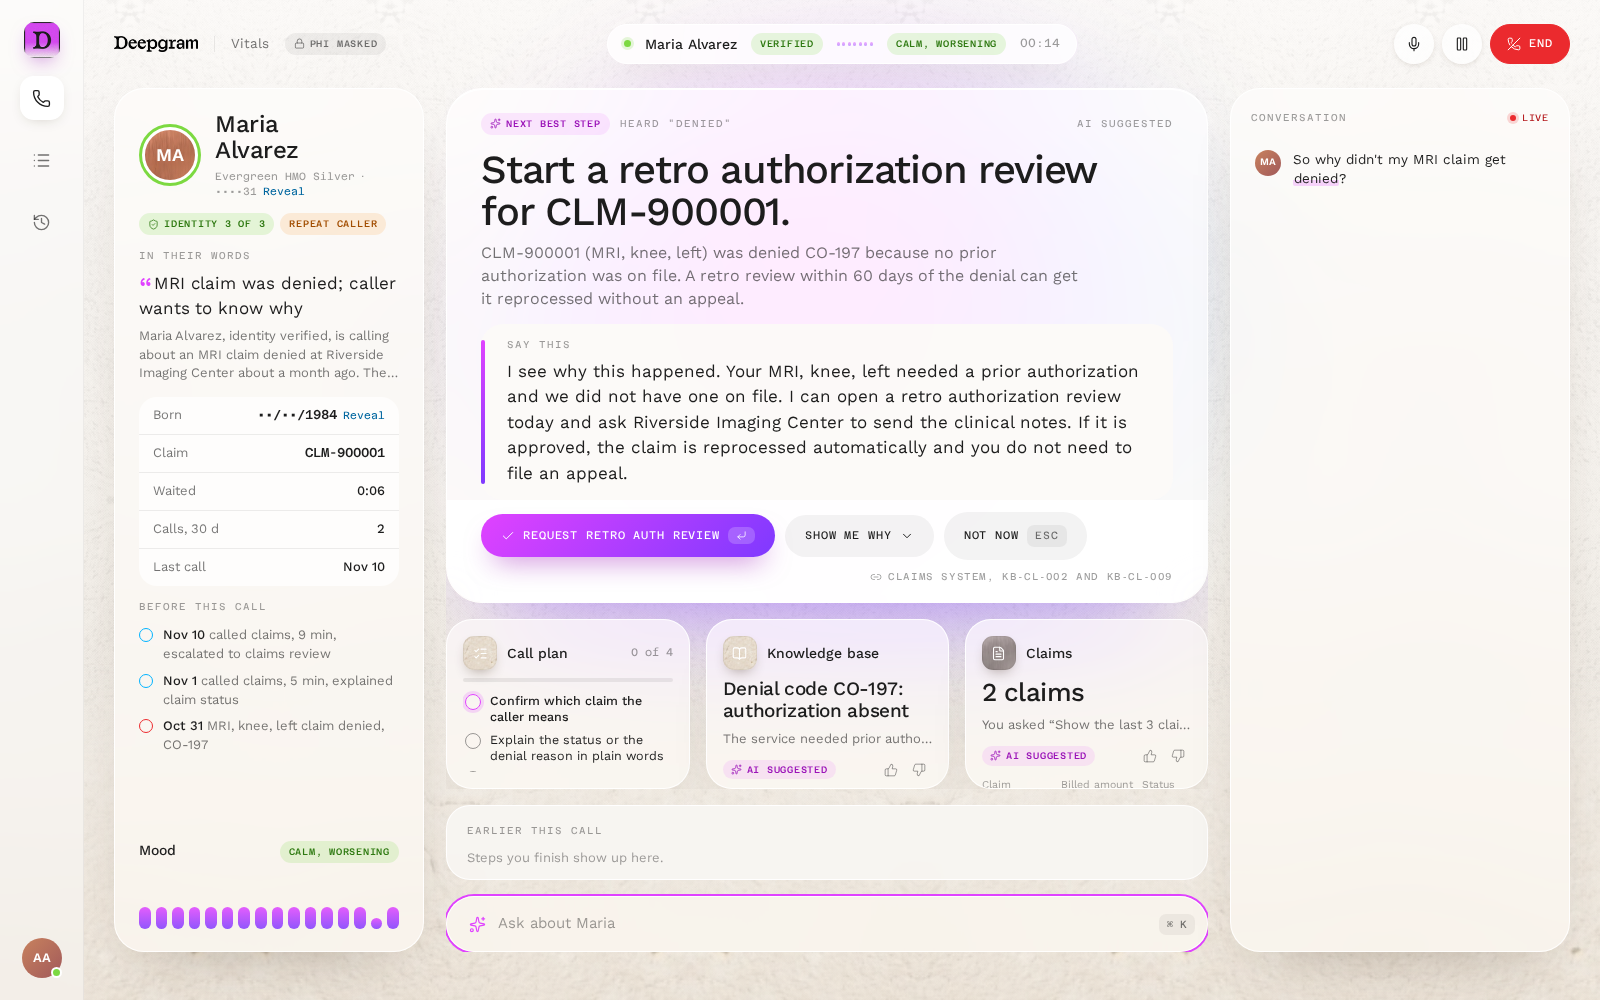 D
Deepgram
Vitals
PHI MASKED
Maria Alvarez
VERIFIED
CALM, WORSENING
00:14
END
MA
Maria
Alvarez
Evergreen HMO Silver ·
••••31 Reveal
IDENTITY 3 OF 3
REPEAT CALLER
IN THEIR WORDS
“MRI claim was denied; caller
wants to know why
Maria Alvarez, identity verified, is calling
about an MRI claim denied at Riverside
Imaging Center about a month ago. The...
Born ••/••/1984 Reveal
Claim CLM-900001
Waited 0:06
Calls, 30 d 2
Last call Nov 10
BEFORE THIS CALL
Nov 10 called claims, 9 min,
escalated to claims review
Nov 1 called claims, 5 min, explained
claim status
Oct 31 MRI, knee, left claim denied,
CO-197
Mood
CALM, WORSENING
AA
NEXT BEST STEP
HEARD "DENIED"
AI SUGGESTED
Start a retro authorization review
for CLM-900001.
CLM-900001 (MRI, knee, left) was denied CO-197 because no prior
authorization was on file. A retro review within 60 days of the denial can get
it reprocessed without an appeal.
SAY THIS
I see why this happened. Your MRI, knee, left needed a prior authorization
and we did not have one on file. I can open a retro authorization review
today and ask Riverside Imaging Center to send the clinical notes. If it is
approved, the claim is reprocessed automatically and you do not need to
file an appeal.
REQUEST RETRO AUTH REVIEW
SHOW ME WHY
NOT NOW ESC
CLAIMS SYSTEM, KB-CL-002 AND KB-CL-009
Call plan
0 of 4
Confirm which claim the
caller means
Explain the status or the
denial reason in plain words
Knowledge base
Denial code CO-197:
authorization absent
The service needed prior autho...
AI SUGGESTED
Claims
2 claims
You asked “Show the last 3 clai...
AI SUGGESTED
Claim Billed amount Status
EARLIER THIS CALL
Steps you finish show up here.
Ask about Maria
⌘ K
CONVERSATION
LIVE
MA
So why didn't my MRI claim get
denied?